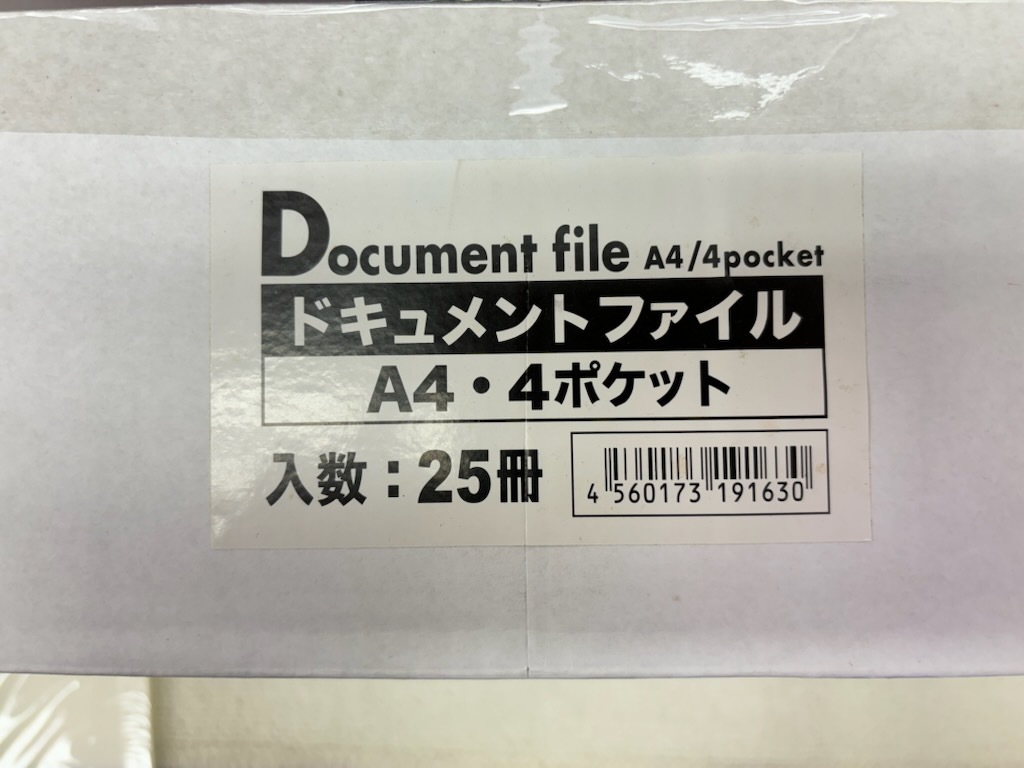 Document file A4/4pocket
ドキュメントファイル
A4・4ポケット
入数：25冊
4 560173 191630